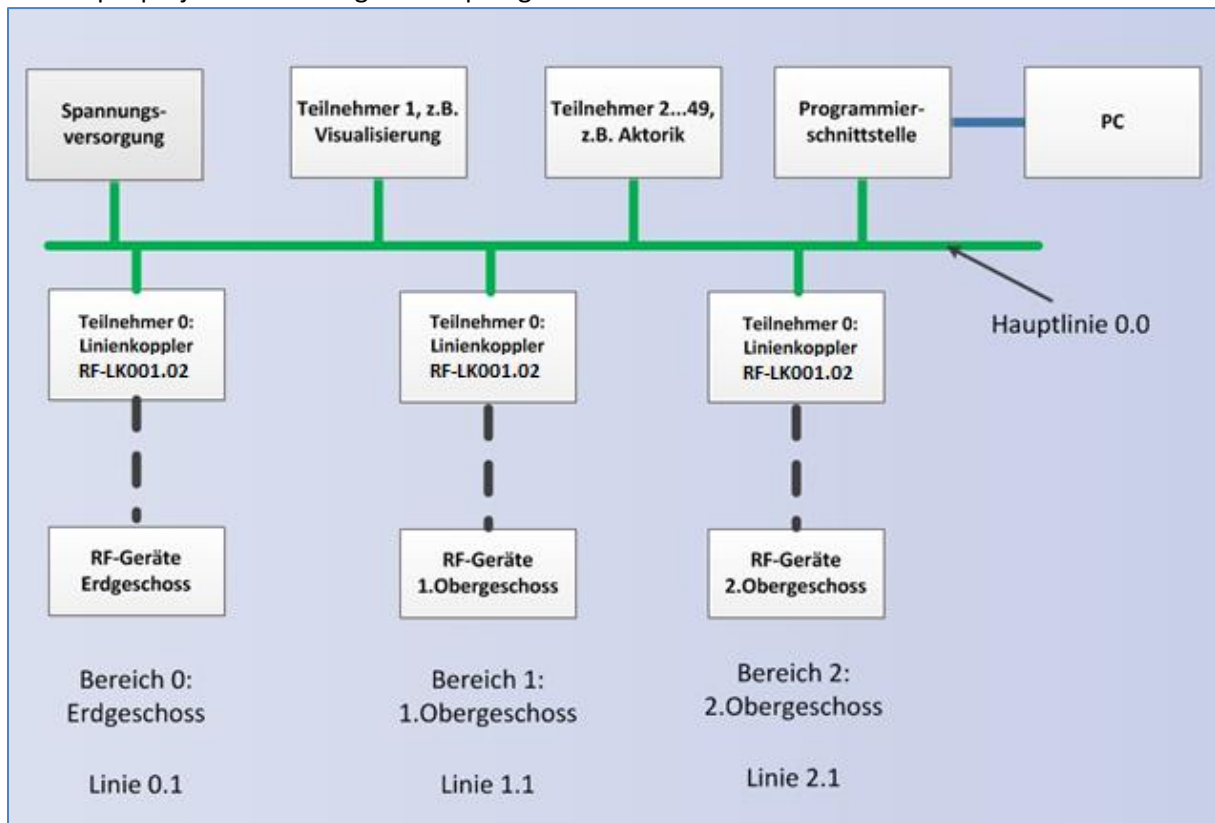 Spannungs-
versorgung
Teilnehmer 1, z.B.
Visualisierung
Teilnehmer 2...49,
z.B. Aktorik
Programmier-
schnittstelle
PC
Hauptlinie 0.0
Teilnehmer 0:
Linienkoppler
RF-LK001.02
Teilnehmer 0:
Linienkoppler
RF-LK001.02
Teilnehmer 0:
Linienkoppler
RF-LK001.02
RF-Geräte
Erdgeschoss
RF-Geräte
1.Obergeschoss
RF-Geräte
2.Obergeschoss
Bereich 0:
Erdgeschoss
Linie 0.1
Bereich 1:
1.Obergeschoss
Linie 1.1
Bereich 2:
2.Obergeschoss
Linie 2.1